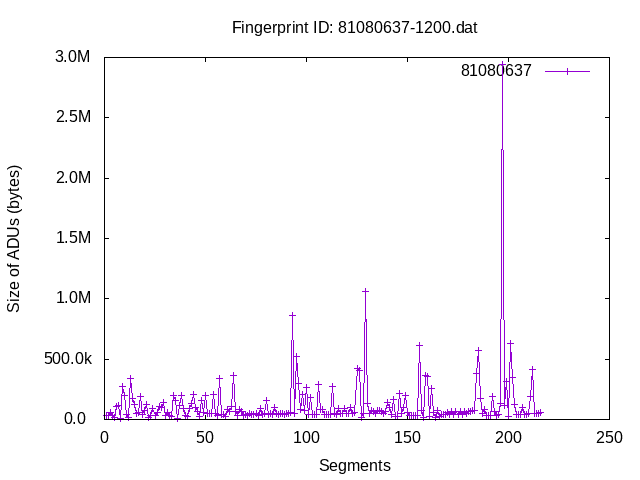 Fingerprint ID: 81080637-1200.dat
3.0M
81080637
2.5M
2.0M
1.5M
1.0M
500.0k
0.0
0 50 100 150 200 250
Size of ADUs (bytes)
Segments